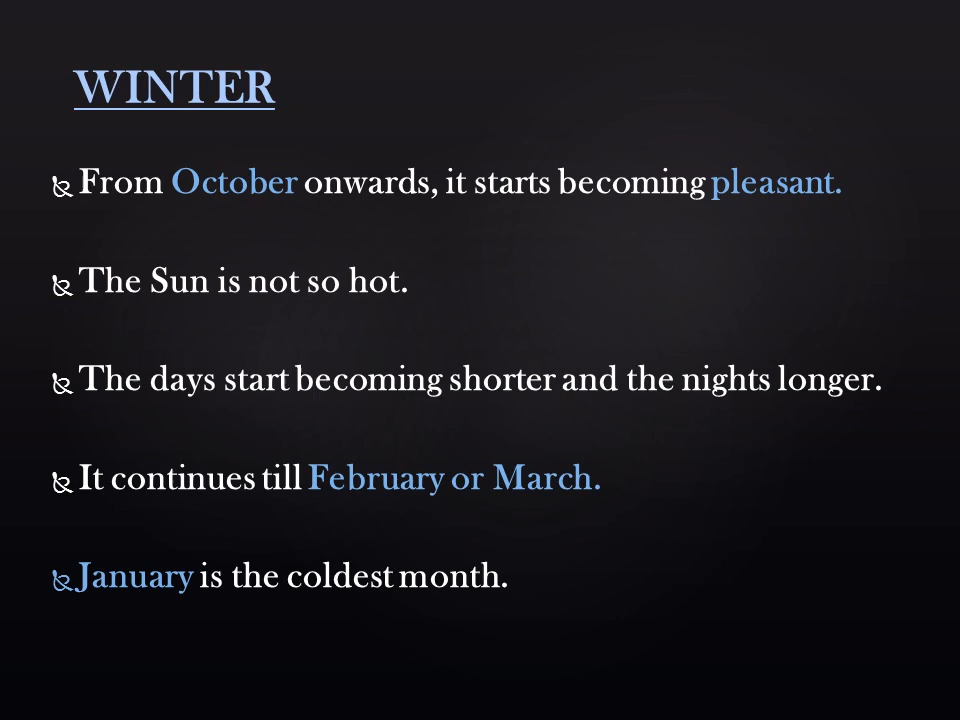 WINTER
From October onwards, it starts becoming pleasant.
The Sun is not so hot.
The days start becoming shorter and the nights longer.
It continues till February or March.
January is the coldest month.